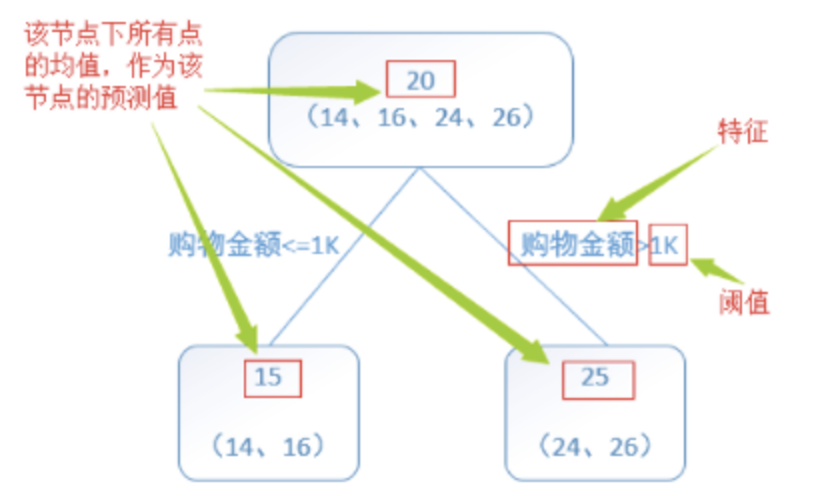 该节点下所有点
的均值，作为该
节点的预测值
20
（14、16、24、26）
特征
购物金额<=1K
购物金额>1K
阈值
15
25
（14、16）
（24、26）